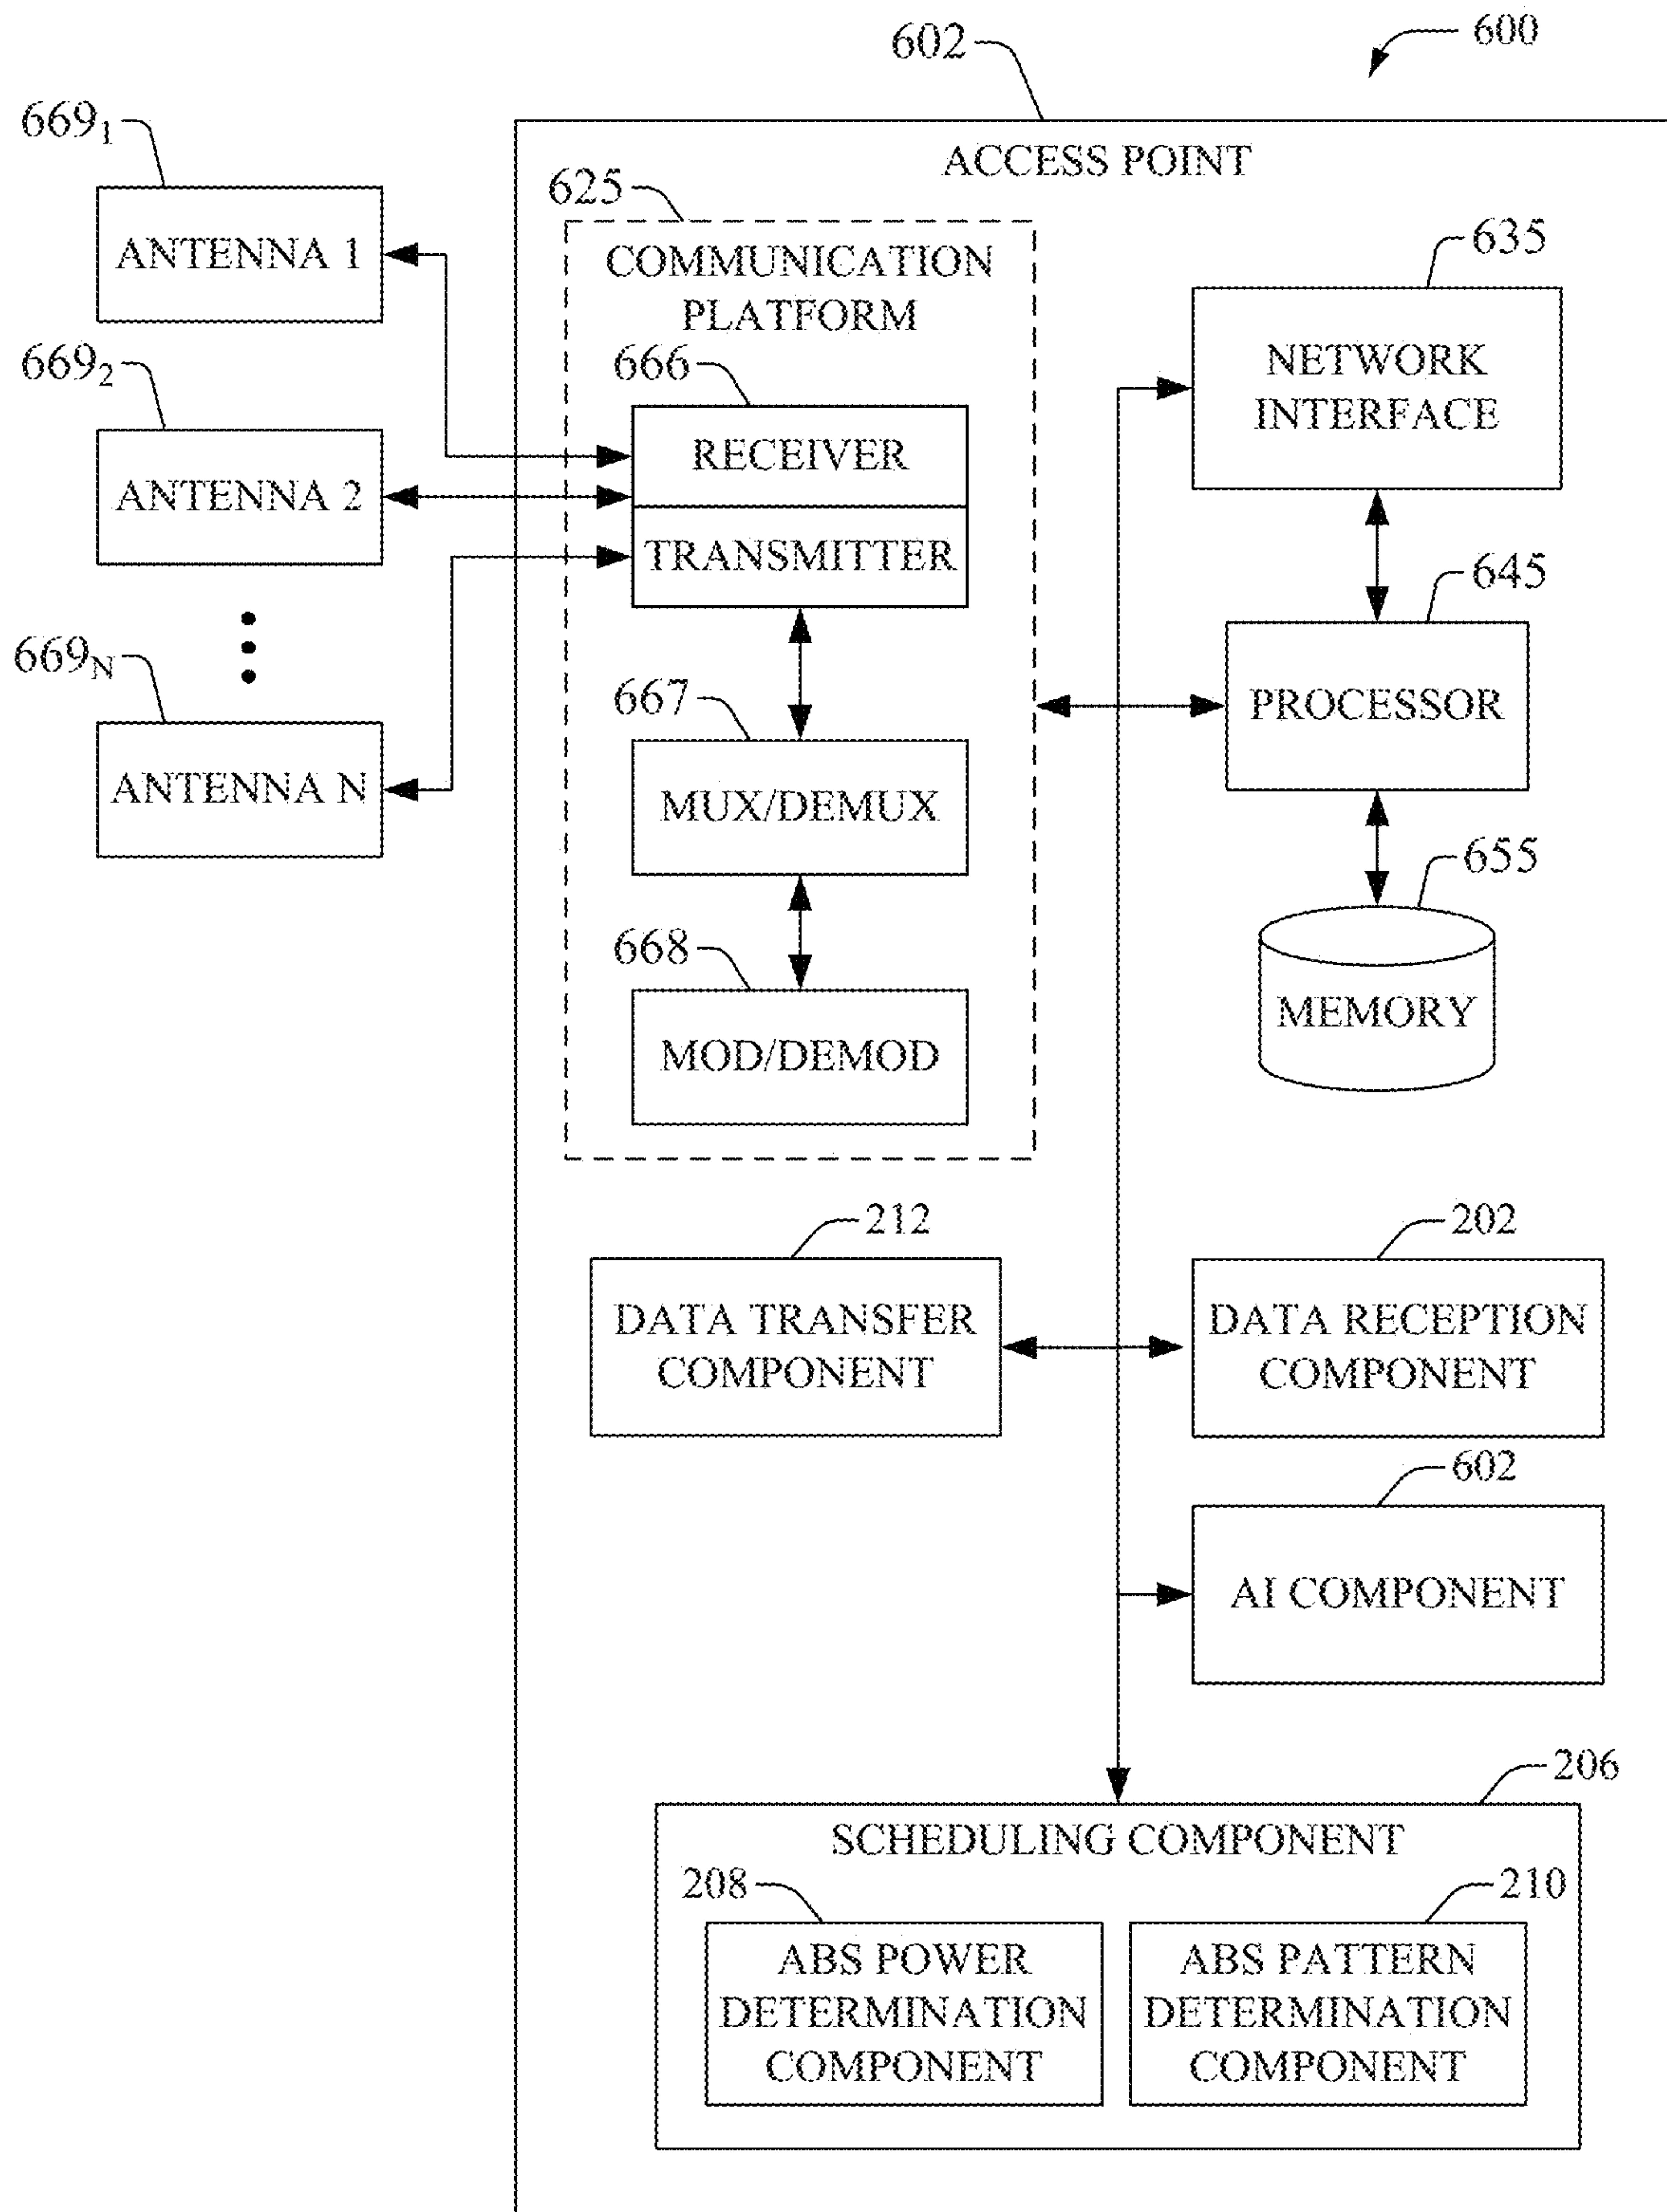 600
602
ACCESS POINT
669₁
ANTENNA 1
669₂
ANTENNA 2
669N
ANTENNA N
625
COMMUNICATION
PLATFORM
666
RECEIVER
TRANSMITTER
667
MUX/DEMUX
668
MOD/DEMOD
635
NETWORK
INTERFACE
645
PROCESSOR
655
MEMORY
212
DATA TRANSFER
COMPONENT
202
DATA RECEPTION
COMPONENT
602
AI COMPONENT
206
SCHEDULING COMPONENT
208
ABS POWER
DETERMINATION
COMPONENT
210
ABS PATTERN
DETERMINATION
COMPONENT